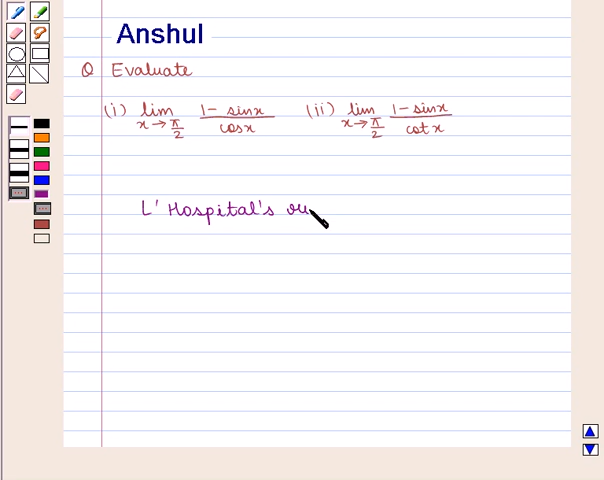 Anshul
Q Evaluate
(i) lim x→π/2 1- sinx/cosx (ii) lim x→π/2 1- sinx/cot x
L' Hospital's